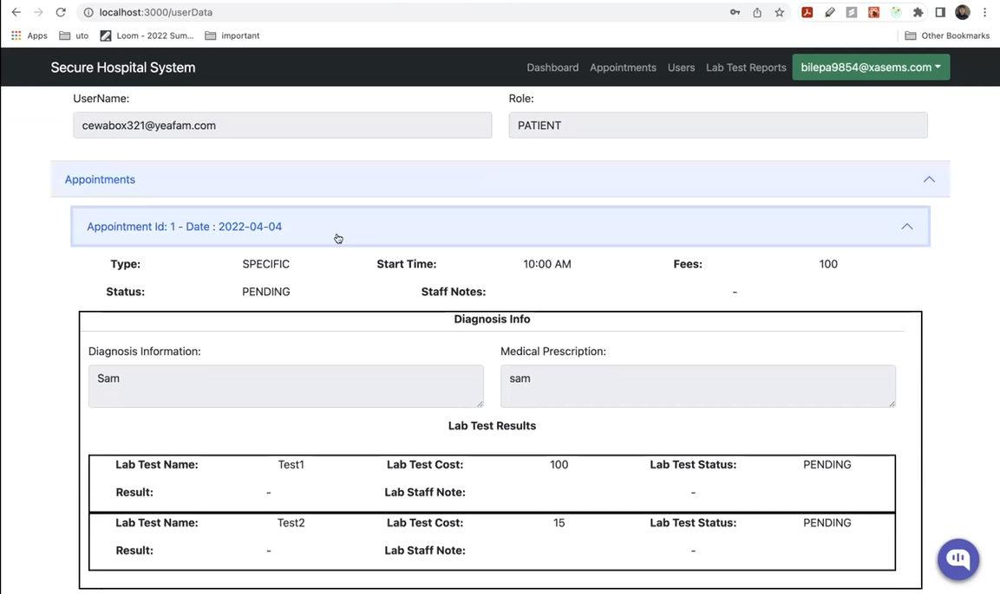 localhost:3000/userData
Apps uto Loom - 2022 Sum... important Other Bookmarks
Secure Hospital System Dashboard Appointments Users Lab Test Reports bilepa9854@xasems.com
UserName: Role:
cewabox321@yeafam.com PATIENT
Appointments
Appointment Id: 1 - Date : 2022-04-04
Type: SPECIFIC Start Time: 10:00 AM Fees: 100
Status: PENDING Staff Notes: -
Diagnosis Info
Diagnosis Information: Medical Prescription:
Sam sam
Lab Test Results
Lab Test Name: Test1 Lab Test Cost: 100 Lab Test Status: PENDING
Result: - Lab Staff Note: -
Lab Test Name: Test2 Lab Test Cost: 15 Lab Test Status: PENDING
Result: - Lab Staff Note: -